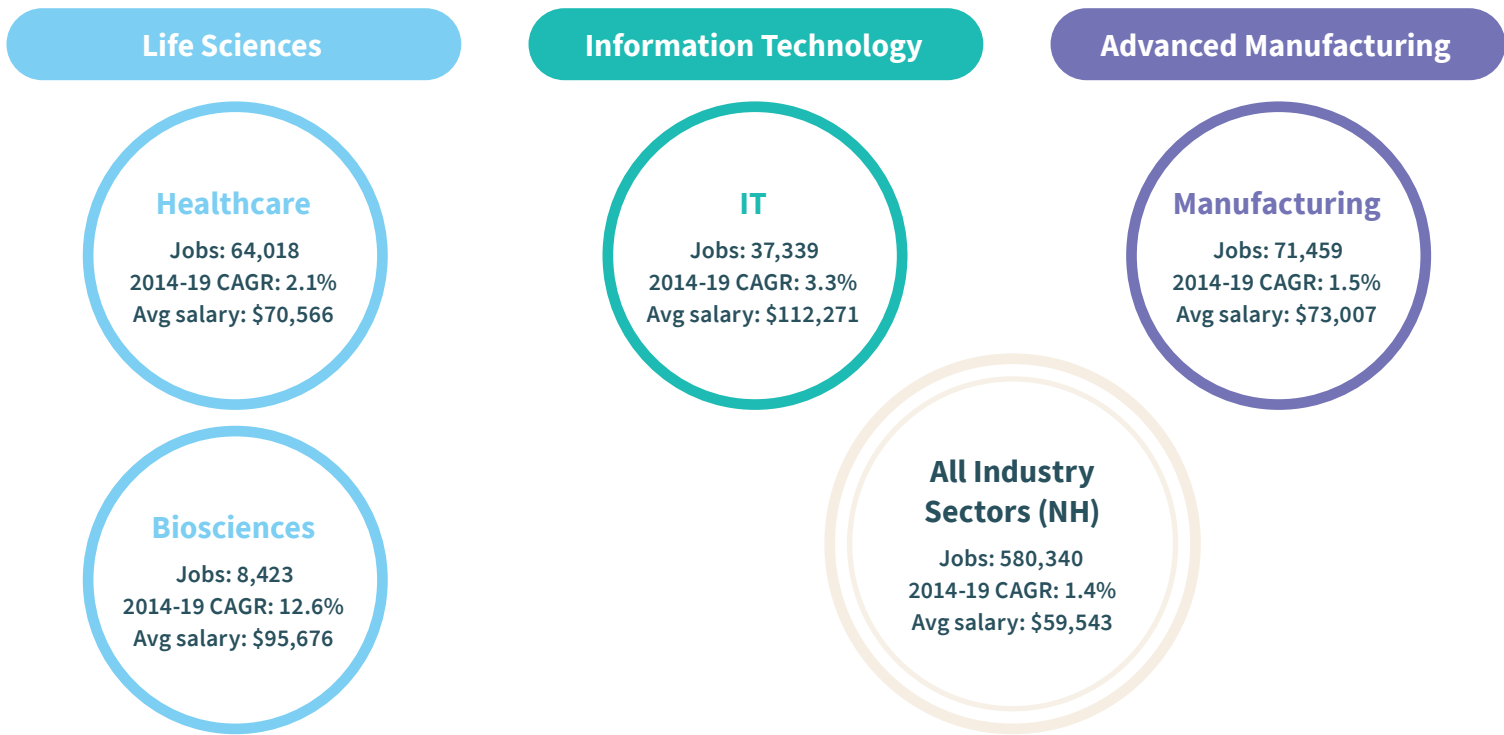 Life Sciences
Healthcare
Jobs: 64,018
2014-19 CAGR: 2.1%
Avg salary: $70,566
Biosciences
Jobs: 8,423
2014-19 CAGR: 12.6%
Avg salary: $95,676
Information Technology
IT
Jobs: 37,339
2014-19 CAGR: 3.3%
Avg salary: $112,271
Advanced Manufacturing
Manufacturing
Jobs: 71,459
2014-19 CAGR: 1.5%
Avg salary: $73,007
All Industry
Sectors (NH)
Jobs: 580,340
2014-19 CAGR: 1.4%
Avg salary: $59,543